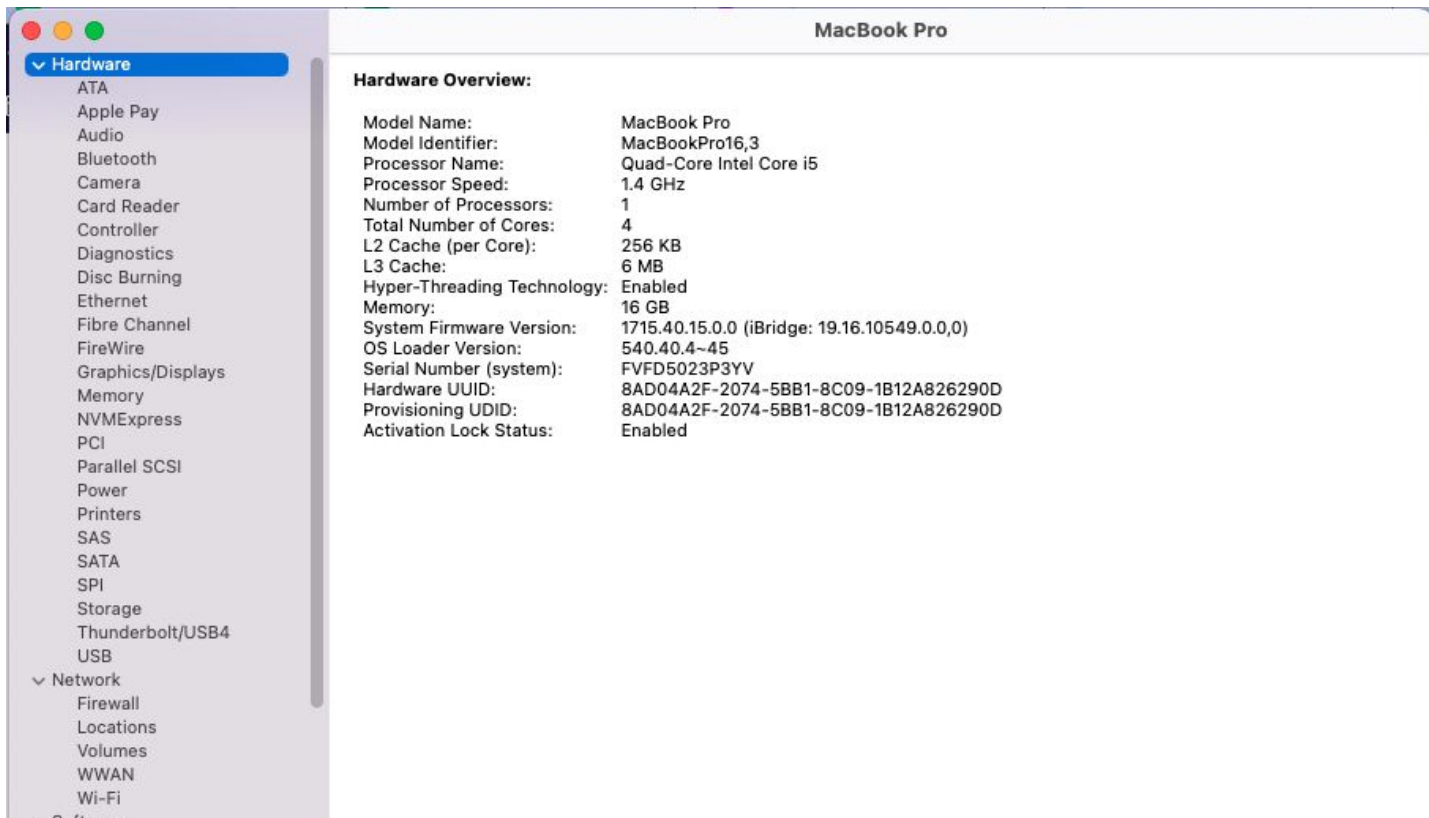 MacBook Pro
Hardware
ATA
Apple Pay
Audio
Bluetooth
Camera
Card Reader
Controller
Diagnostics
Disc Burning
Ethernet
Fibre Channel
FireWire
Graphics/Displays
Memory
NVMExpress
PCI
Parallel SCSI
Power
Printers
SAS
SATA
SPI
Storage
Thunderbolt/USB4
USB
Network
Firewall
Locations
Volumes
WWAN
Wi-Fi
Hardware Overview:
Model Name: MacBook Pro
Model Identifier: MacBookPro16,3
Processor Name: Quad-Core Intel Core i5
Processor Speed: 1.4 GHz
Number of Processors: 1
Total Number of Cores: 4
L2 Cache (per Core): 256 KB
L3 Cache: 6 MB
Hyper-Threading Technology: Enabled
Memory: 16 GB
System Firmware Version: 1715.40.15.0.0 (iBridge: 19.16.10549.0.0,0)
OS Loader Version: 540.40.4~45
Serial Number (system): FVFD5023P3YV
Hardware UUID: 8AD04A2F-2074-5BB1-8C09-1B12A826290D
Provisioning UDID: 8AD04A2F-2074-5BB1-8C09-1B12A826290D
Activation Lock Status: Enabled